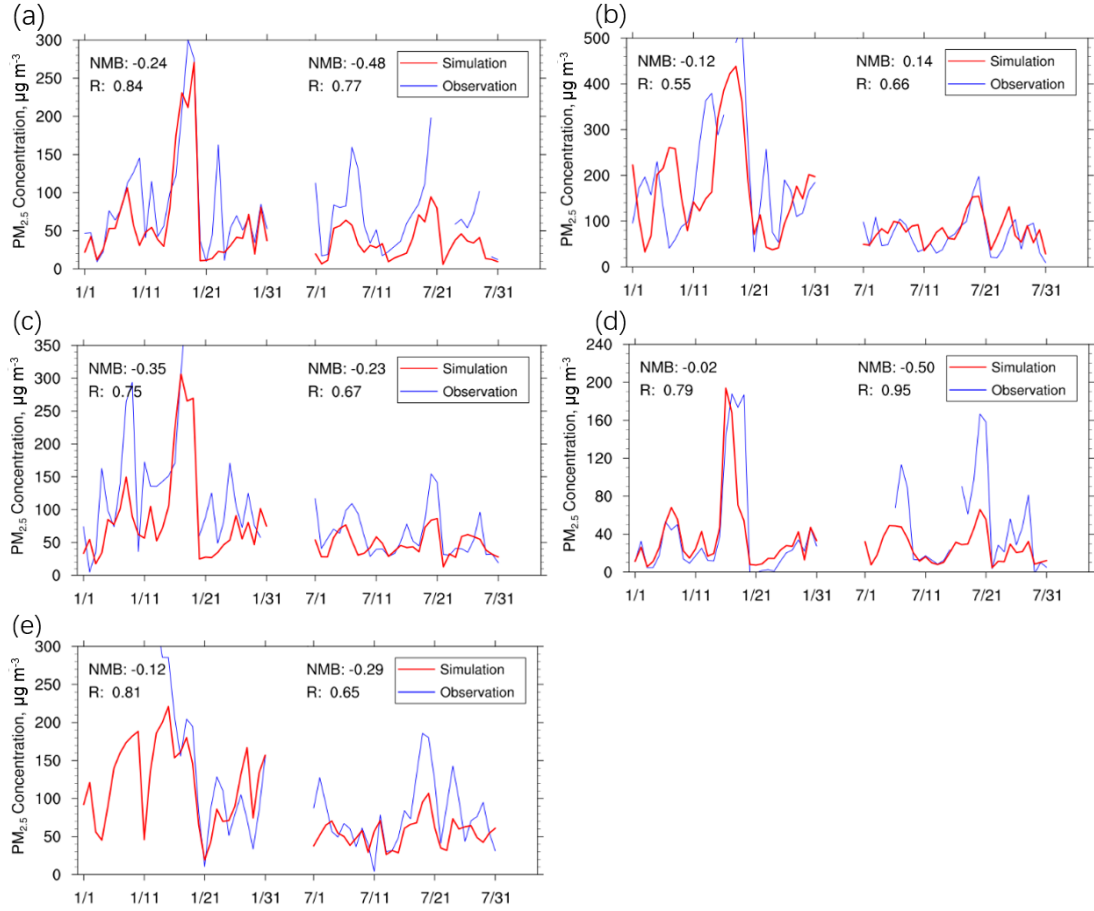 (a)
PM2.5 Concentration, µg m-3
300
250
200
150
100
50
0
NMB: -0.24
R: 0.84
NMB: -0.48
R: 0.77
Simulation
Observation
1/1 1/11 1/21 1/31 7/1 7/11 7/21 7/31
(b)
PM2.5 Concentration, µg m-3
500
400
300
200
100
0
NMB: -0.12
R: 0.55
NMB: 0.14
R: 0.66
Simulation
Observation
1/1 1/11 1/21 1/31 7/1 7/11 7/21 7/31
(c)
PM2.5 Concentration, µg m-3
350
300
250
200
150
100
50
0
NMB: -0.35
R: 0.75
NMB: -0.23
R: 0.67
Simulation
Observation
1/1 1/11 1/21 1/31 7/1 7/11 7/21 7/31
(d)
PM2.5 Concentration, µg m-3
240
200
160
120
80
40
0
NMB: -0.02
R: 0.79
NMB: -0.50
R: 0.95
Simulation
Observation
1/1 1/11 1/21 1/31 7/1 7/11 7/21 7/31
(e)
PM2.5 Concentration, µg m-3
300
250
200
150
100
50
0
NMB: -0.12
R: 0.81
NMB: -0.29
R: 0.65
Simulation
Observation
1/1 1/11 1/21 1/31 7/1 7/11 7/21 7/31